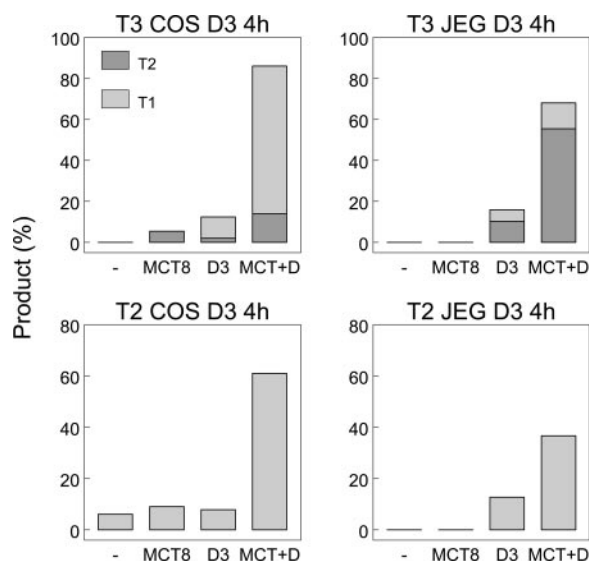 T3 COS D3 4h
T3 JEG D3 4h
100
80
60
40
20
0
T2
T1
- MCT8 D3 MCT+D
100
80
60
40
20
0
- MCT8 D3 MCT+D
Product (%)
T2 COS D3 4h
T2 JEG D3 4h
80
60
40
20
0
- MCT8 D3 MCT+D
80
60
40
20
0
- MCT8 D3 MCT+D